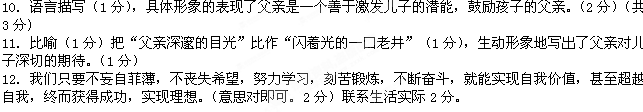 10. 语言描写（1 分），具体形象的表现了父亲是一个善于激发儿子的潜能，鼓励孩子的父亲。（2 分）（共
3 分）
11. 比喻（1 分）把“父亲深邃的目光”比作“闪着光的一口老井”（1 分），生动形象地写出了父亲对儿
子深切的期待。（1 分）
12. 我们只要不妄自菲薄，不丧失希望，努力学习，刻苦锻炼，不断奋斗，就能实现自我价值，甚至超越
自我，终而获得成功，实现理想。（意思对即可。2 分）联系生活实际 2 分。